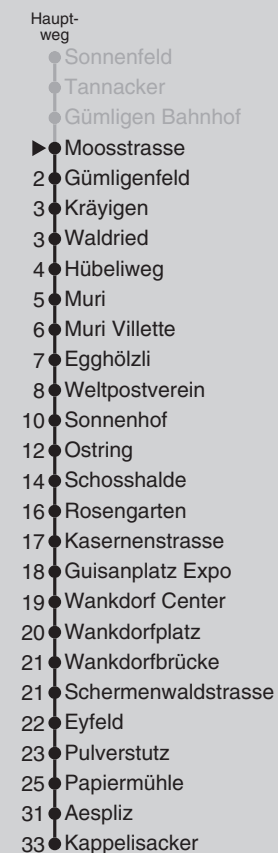 Haupt-
weg
Sonnenfeld
Tannacker
Gümligen Bahnhof
Moosstrasse
2 Gümligenfeld
3 Kräyigen
3 Waldried
4 Hübeliweg
5 Muri
6 Muri Villette
7 Egghölzli
8 Weltpostverein
10 Sonnenhof
12 Ostring
14 Schosshalde
16 Rosengarten
17 Kasernenstrasse
18 Guisanplatz Expo
19 Wankdorf Center
20 Wankdorfplatz
21 Wankdorfbrücke
21 Schermenwaldstrasse
22 Eyfeld
23 Pulverstutz
25 Papiermühle
31 Aespliz
33 Kappelisacker